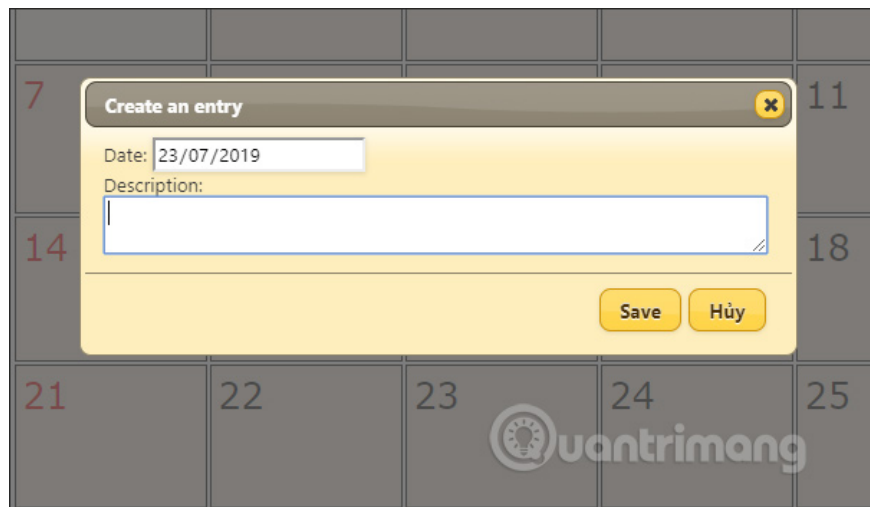 7
Create an entry
11
Date: 23/07/2019
Description:
14
18
Save Hủy
21 22 23 24 25
Quantrimang